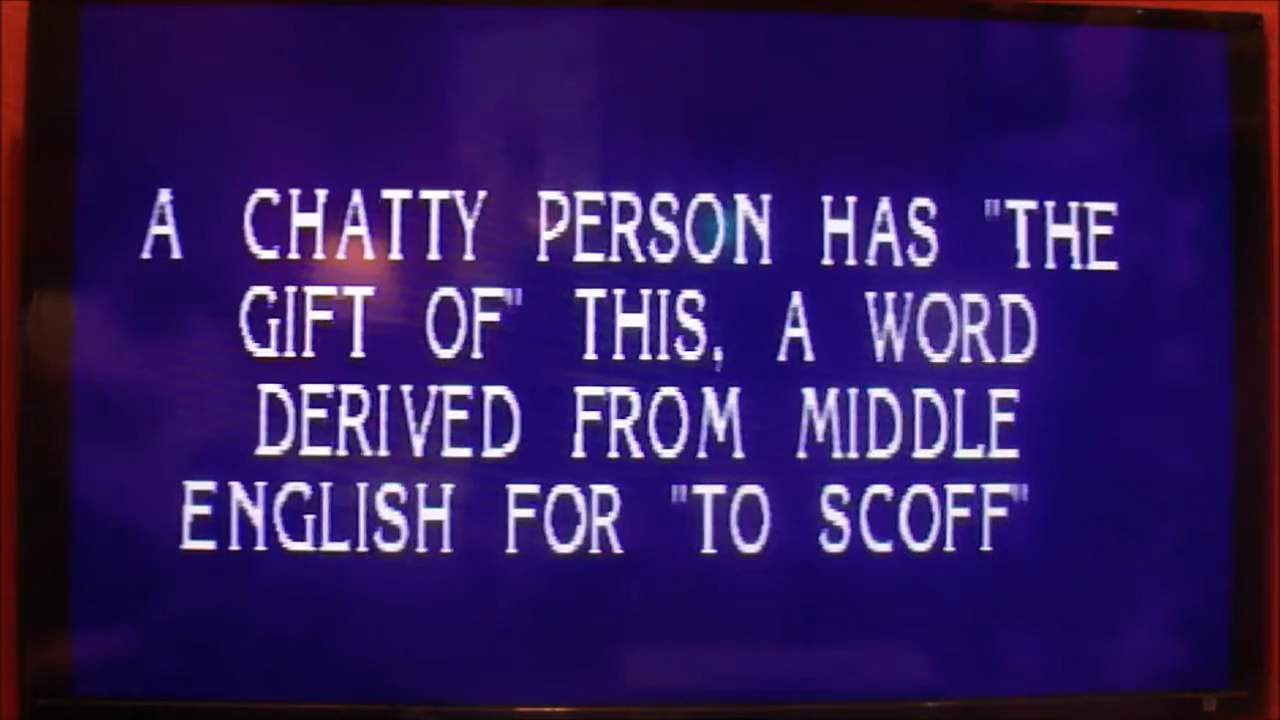 A CHATTY PERSON HAS "THE
GIFT OF" THIS, A WORD
DERIVED FROM MIDDLE
ENGLISH FOR "TO SCOFF"